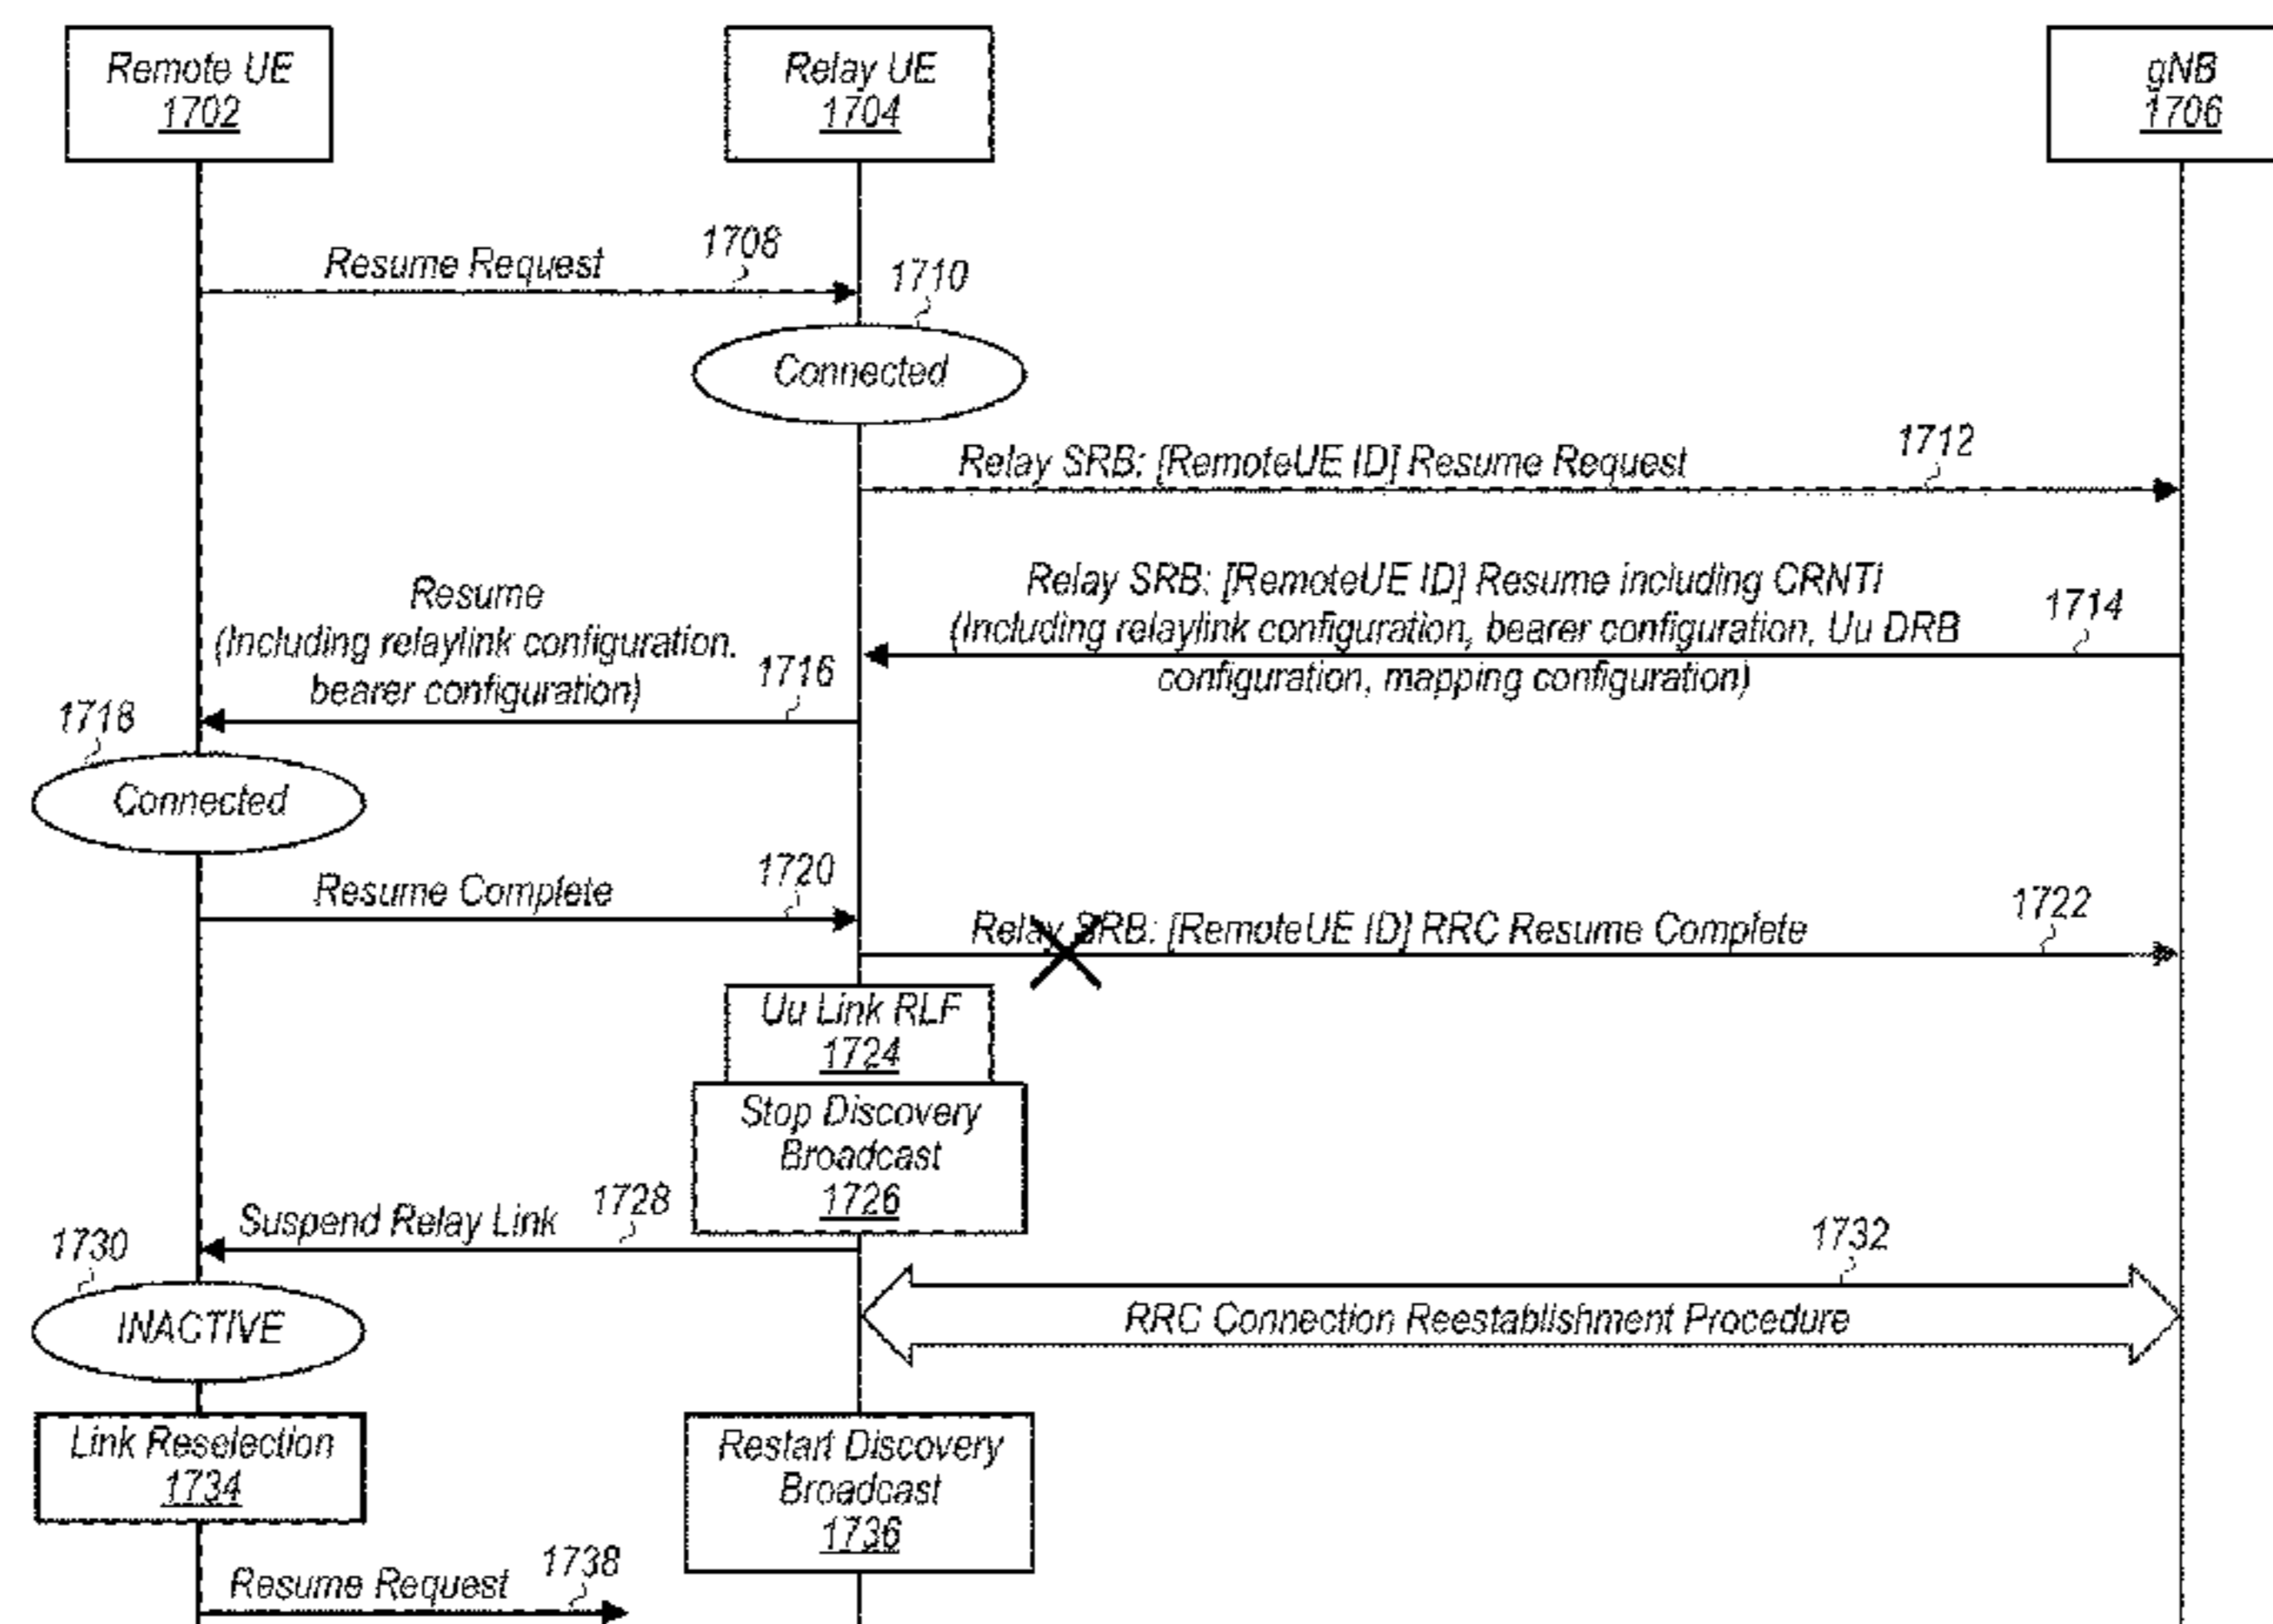 Remote UE
1702
Relay UE
1704
gNB
1706
Resume Request
1708
1710
Connected
Relay SRB: [RemoteUE ID] Resume Request
1712
Relay SRB: [RemoteUE ID] Resume including CRNTI
(Including relaylink configuration, bearer configuration, Uu DRB
configuration, mapping configuration)
1714
Resume
(Including relaylink configuration.
bearer configuration)
1716
1718
Connected
Resume Complete
1720
Relay SRB: [RemoteUE ID] RRC Resume Complete
1722
Uu Link RLF
1724
Stop Discovery
Broadcast
1726
Suspend Relay Link
1728
1730
INACTIVE
1732
RRC Connection Reestablishment Procedure
Link Reselection
1734
Restart Discovery
Broadcast
1736
Resume Request
1738